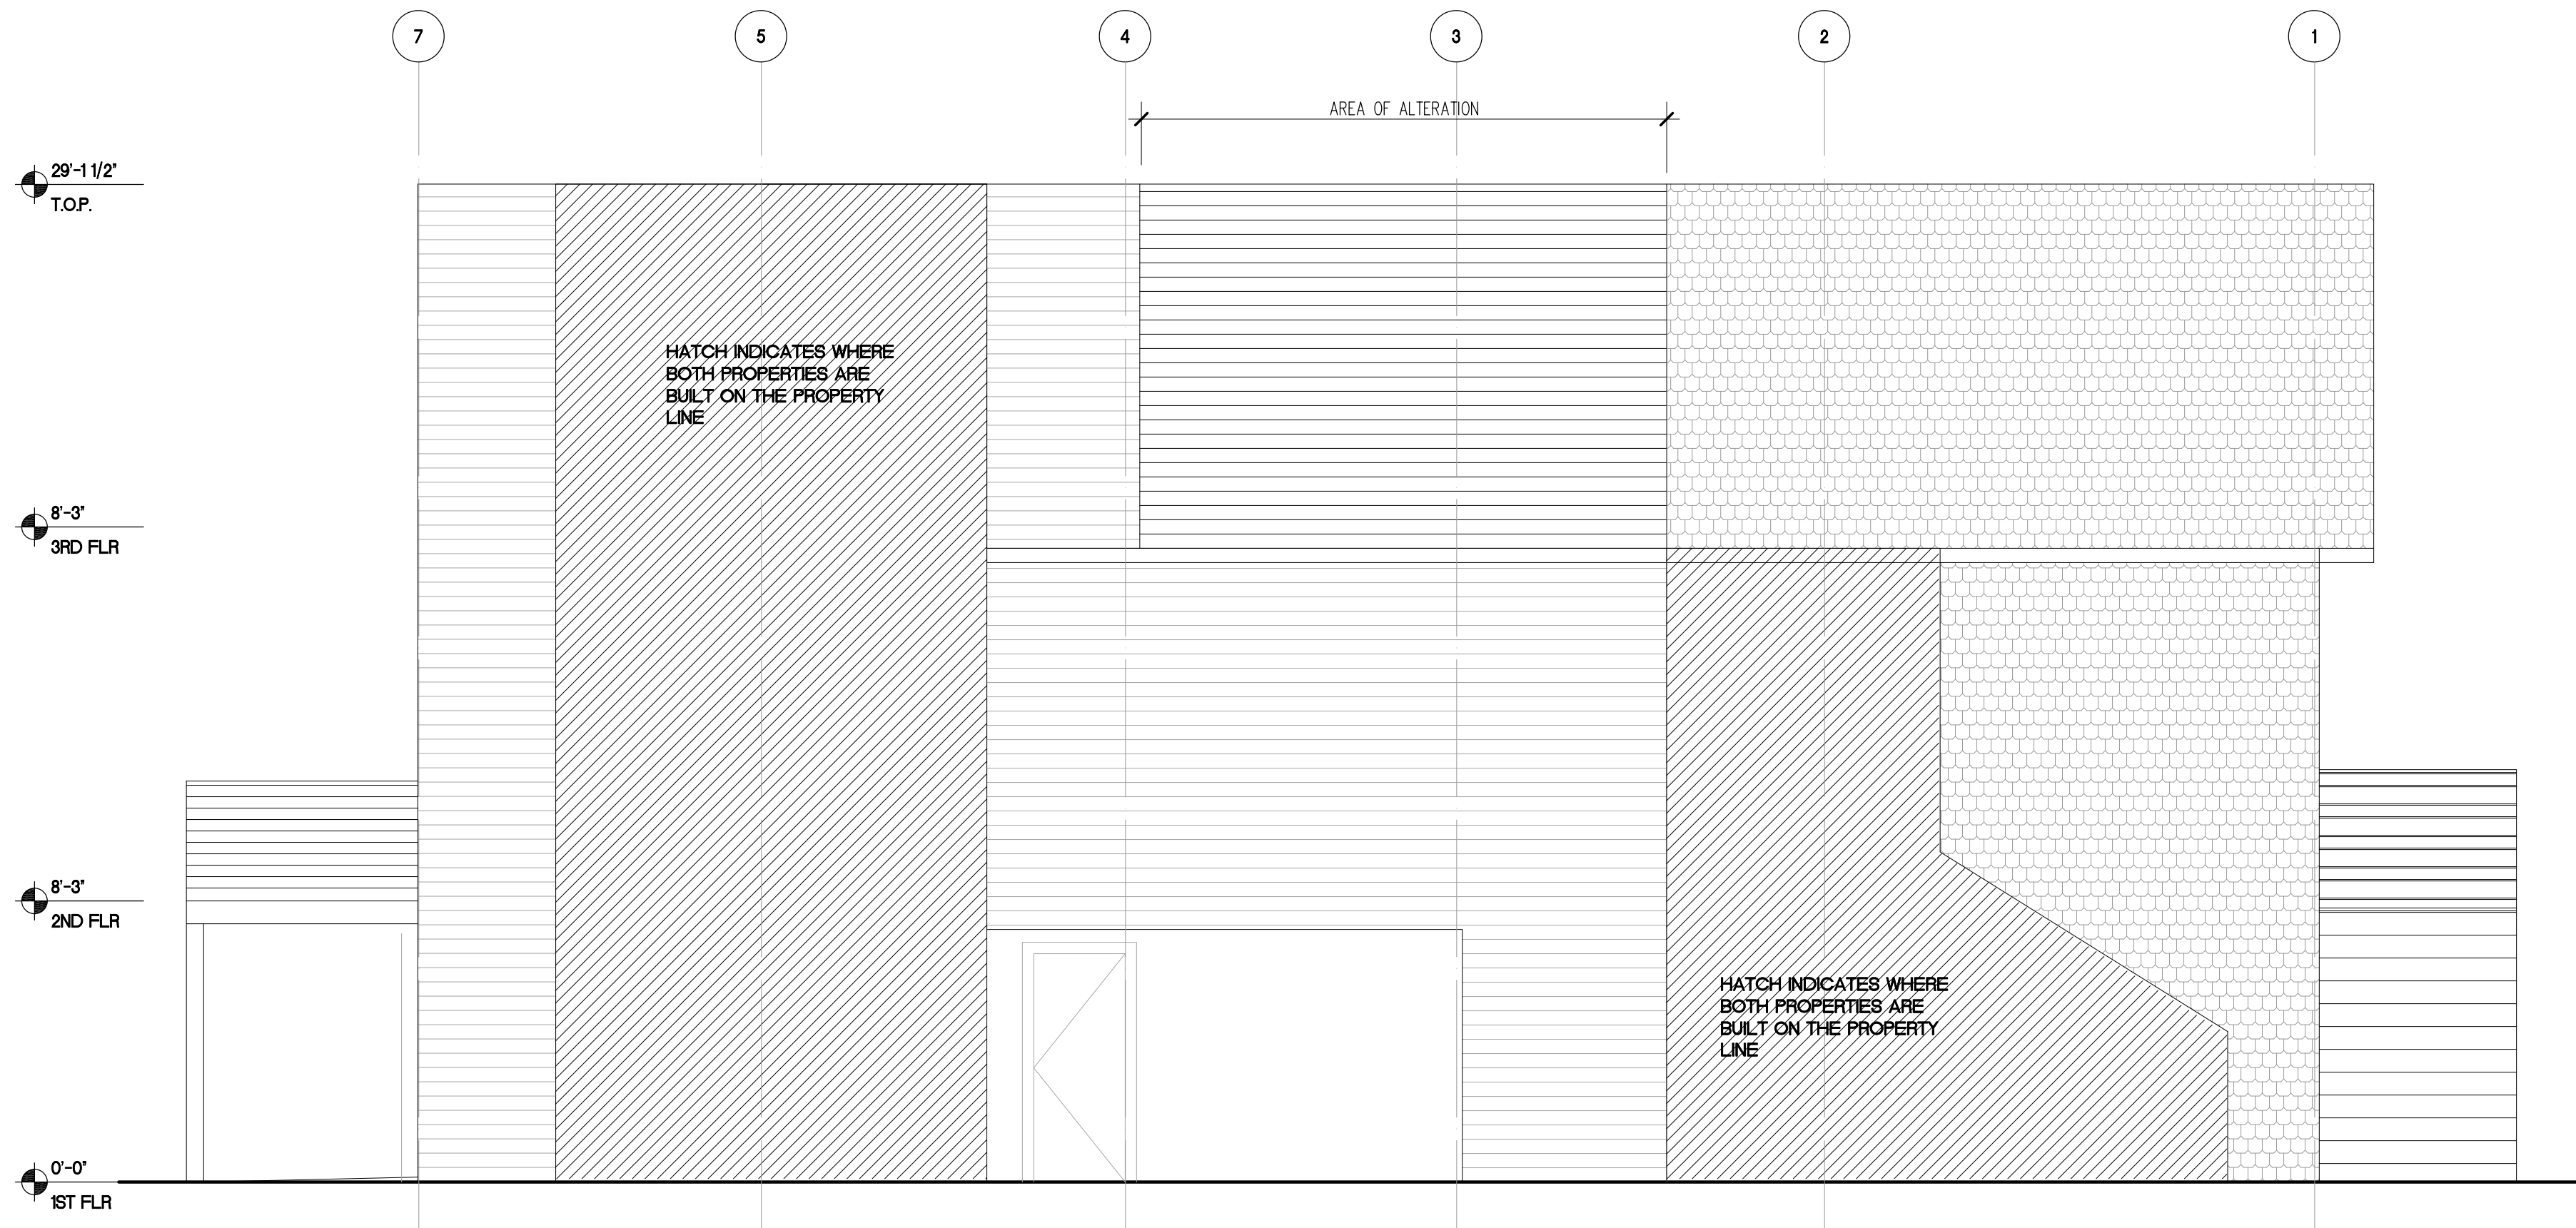 7
5
4
3
2
1
AREA OF ALTERATION
29'-1 1/2"
T.O.P.
HATCH INDICATES WHERE
BOTH PROPERTIES ARE
BUILT ON THE PROPERTY
LINE
8'-3"
3RD FLR
8'-3"
2ND FLR
HATCH INDICATES WHERE
BOTH PROPERTIES ARE
BUILT ON THE PROPERTY
LINE
0'-0"
1ST FLR